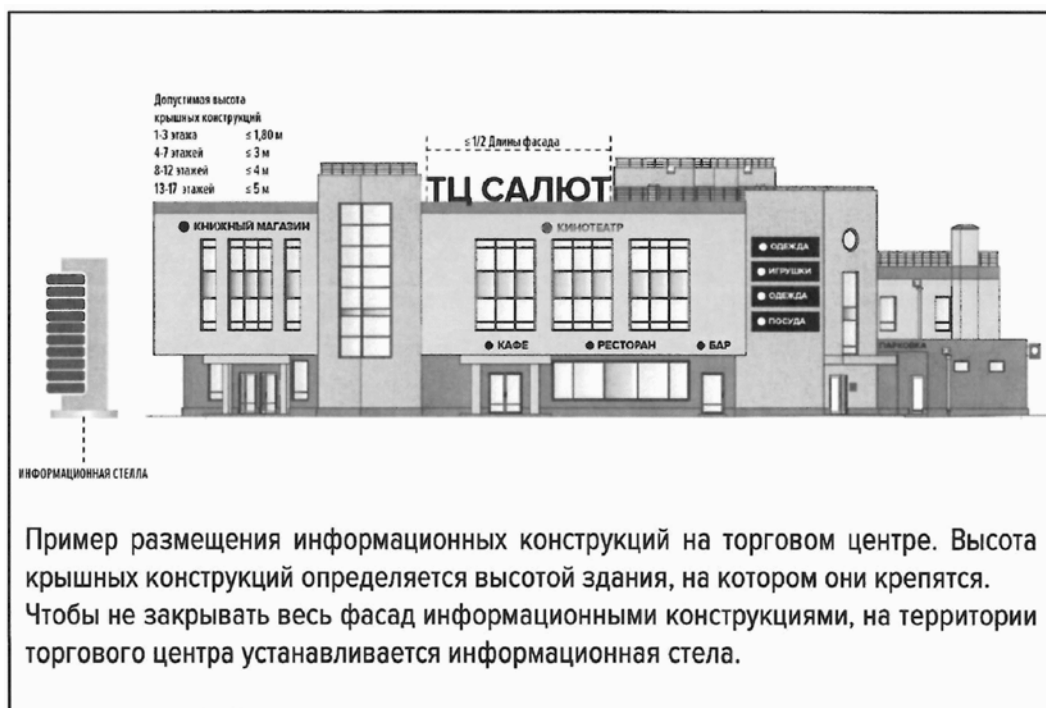 Допустимая высота
крышных конструкций
1-3 этажа ≤ 1,80 м
4-7 этажей ≤ 3 м
8-12 этажей ≤ 4 м
13-17 этажей ≤ 5 м
≤ 1/2 Длины фасада
ТЦ САЛЮТ
КНИЖНЫЙ МАГАЗИН
КИНОТЕАТР
ОДЕЖДА
ИГРУШКИ
ОДЕЖДА
ПОСУДА
КАФЕ
РЕСТОРАН
БАР
ПАРКОВКА
ИНФОРМАЦИОННАЯ СТЕЛЛА
Пример размещения информационных конструкций на торговом центре. Высота
крышных конструкций определяется высотой здания, на котором они крепятся.
Чтобы не закрывать весь фасад информационными конструкциями, на территории
торгового центра устанавливается информационная стела.